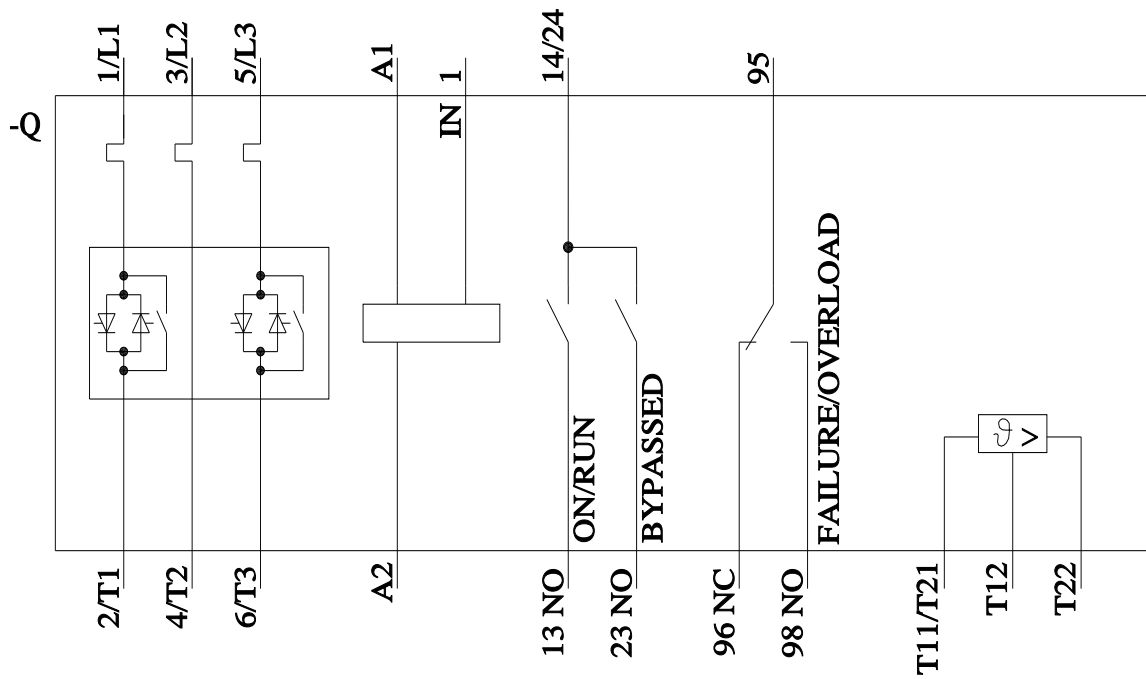 1/L1
3/L2
5/L3
A1
1
14/24
95
-Q
IN
ON/RUN
BYPASSED
FAILURE/OVERLOAD
ϑ >
2/T1
4/T2
6/T3
A2
13 NO
23 NO
96 NC
98 NO
T11/T21
T12
T22